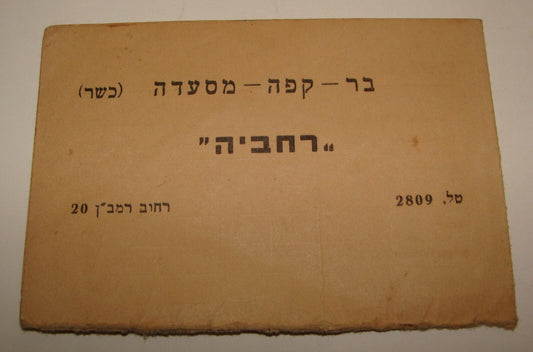 בר – קפה – מסעדה (כשר)
„רחביה"
טל. 2809 רחוב רמב"ן 20